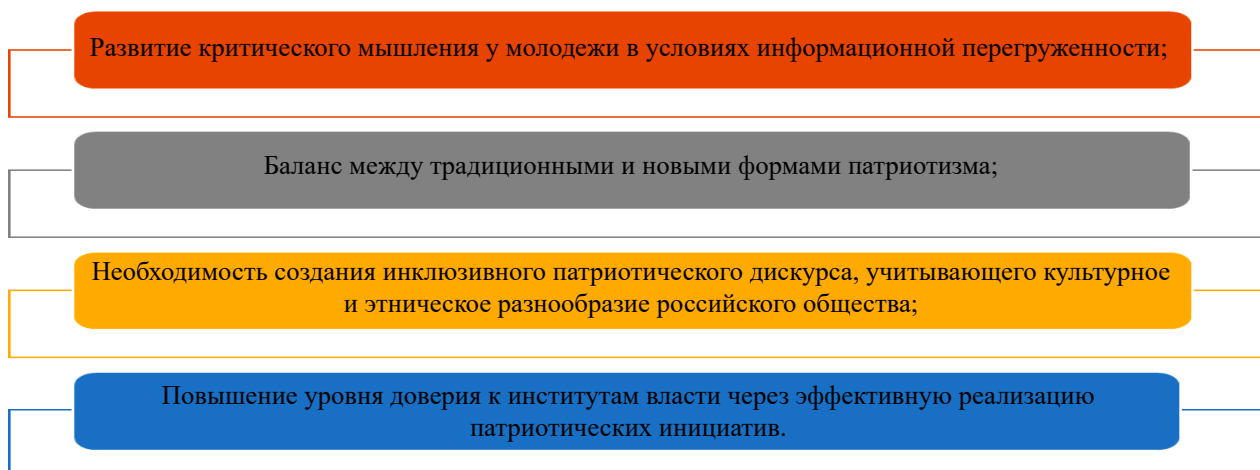 Развитие критического мышления у молодежи в условиях информационной перегруженности;
Баланс между традиционными и новыми формами патриотизма;
Необходимость создания инклюзивного патриотического дискурса, учитывающего культурное
и этническое разнообразие российского общества;
Повышение уровня доверия к институтам власти через эффективную реализацию
патриотических инициатив.